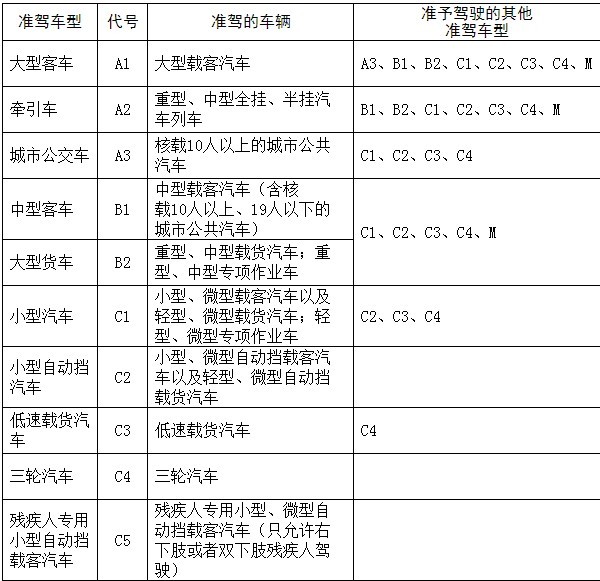 准驾车型 代号 准驾的车辆 准予驾驶的其他
准驾车型
大型客车 A1 大型载客汽车 A3、B1、B2、C1、C2、C3、C4、M
牵引车 A2 重型、中型全挂、半挂汽
车列车 B1、B2、C1、C2、C3、C4、M
城市公交车 A3 核载10人以上的城市公共
汽车 C1、C2、C3、C4
中型客车 B1 中型载客汽车（含核
载10人以上、19人以下的
城市公共汽车） C1、C2、C3、C4、M
大型货车 B2 重型、中型载货汽车；重
型、中型专项作业车
小型汽车 C1 小型、微型载客汽车以及
轻型、微型载货汽车；轻
型、微型专项作业车 C2、C3、C4
小型自动挡
汽车 C2 小型、微型自动挡载客汽
车以及轻型、微型自动挡
载货汽车
低速载货汽
车 C3 低速载货汽车 C4
三轮汽车 C4 三轮汽车
残疾人专用
小型自动挡
载客汽车 C5 残疾人专用小型、微型自
动挡载客汽车（只允许右
下肢或者双下肢残疾人驾
驶）